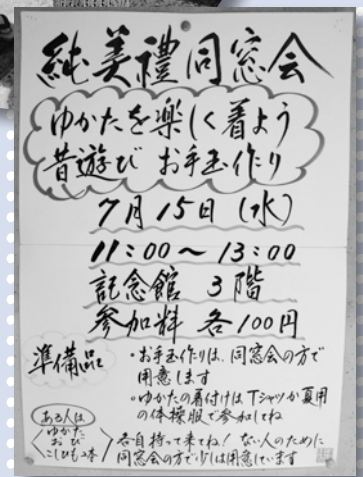 純美禮同窓会
ゆかたを楽しく着よう
昔遊び お手玉作り
7月15日(水)
11:00～13:00
記念館 3階
参加料 各100円
準備品
・お手玉作りは、同窓会の方で
用意します
・ゆかたの着付けはTシャツか夏用
の体操服で参加してね
ある人は
ゆかた
おび
こしひも2本
各自持って来てね！ ない人のために
同窓会の方で少しは用意しています